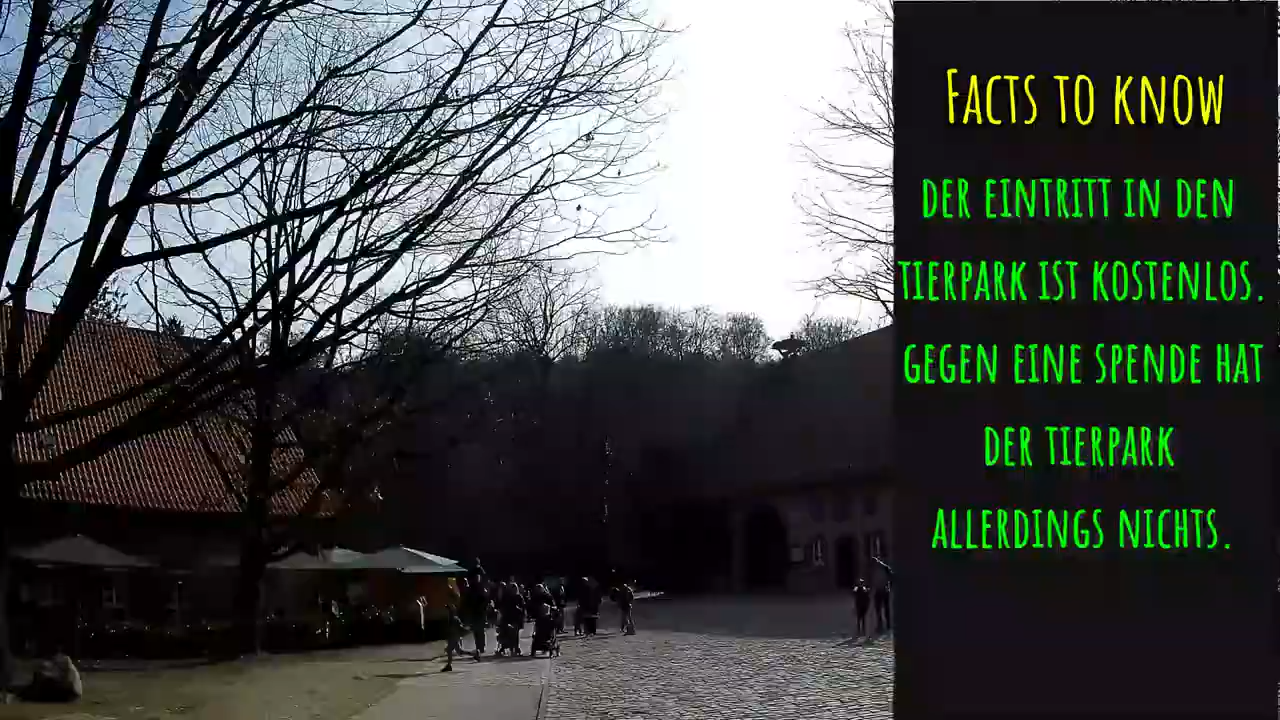 Facts to know
der Eintritt in den
Tierpark ist kostenlos.
gegen eine Spende hat
der Tierpark
allerdings nichts.